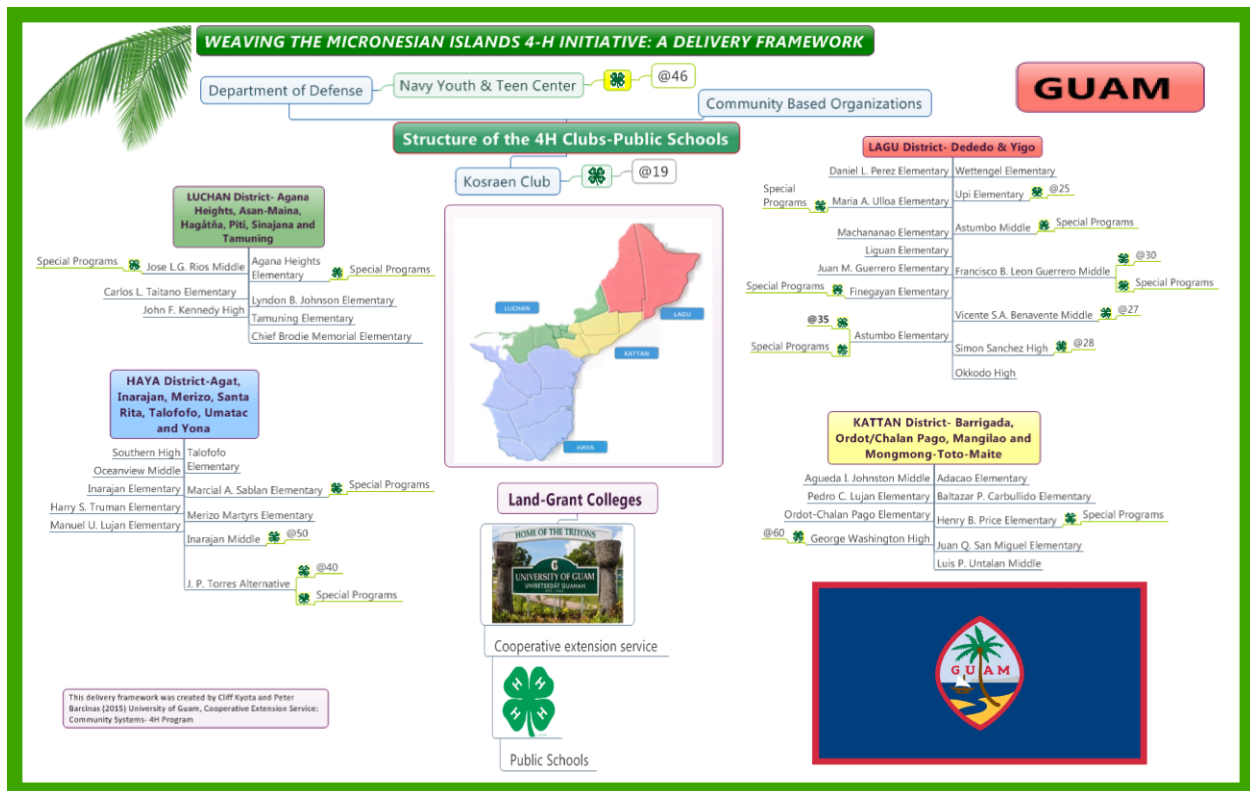 WEAVING THE MICRONESIAN ISLANDS 4-H INITIATIVE: A DELIVERY FRAMEWORK
GUAM
Department of Defense
Navy Youth & Teen Center
@46
Community Based Organizations
Structure of the 4H Clubs-Public Schools
Kosraen Club
@19
LUCHAN District- Agana
Heights, Asan-Maina,
Hagåtña, Piti, Sinajana and
Tamuning
Special Programs
Jose L.G. Rios Middle
Carlos L. Taitano Elementary
John F. Kennedy High
Agana Heights
Elementary
Special Programs
Lyndon B. Johnson Elementary
Tamuning Elementary
Chief Brodie Memorial Elementary
HAYA District-Agat,
Inarajan, Merizo, Santa
Rita, Talofofo, Umatac
and Yona
Southern High
Oceanview Middle
Inarajan Elementary
Harry S. Truman Elementary
Manuel U. Lujan Elementary
Talofofo
Elementary
Marcial A. Sablan Elementary
Special Programs
Merizo Martyrs Elementary
Inarajan Middle
@50
J. P. Torres Alternative
@40
Special Programs
LUCHAN
LAGU
KATTAN
HAYA
Land-Grant Colleges
HOME OF THE TRITONS
G
UNIVERSITY OF GUAM
UNIBETSEDÅT GUAHAN
Cooperative extension service
H H
H H
Public Schools
LAGU District- Dededo & Yigo
Daniel L. Perez Elementary
Special
Programs
Maria A. Ulloa Elementary
Machananao Elementary
Liguan Elementary
Juan M. Guerrero Elementary
Special Programs
Finegayan Elementary
@35
Special Programs
Astumbo Elementary
Wettengel Elementary
Upi Elementary
@25
Astumbo Middle
Special Programs
Francisco B. Leon Guerrero Middle
@30
Special Programs
Vicente S.A. Benavente Middle
@27
Simon Sanchez High
@28
Okkodo High
KATTAN District- Barrigada,
Ordot/Chalan Pago, Mangilao and
Mongmong-Toto-Maite
Agueda I. Johnston Middle
Pedro C. Lujan Elementary
Ordot-Chalan Pago Elementary
@60
George Washington High
Adacao Elementary
Baltazar P. Carbullido Elementary
Henry B. Price Elementary
Special Programs
Juan Q. San Miguel Elementary
Luis P. Untalan Middle
GUAM
This delivery framework was created by Cliff Kyota and Peter
Barcinas (2015) University of Guam, Cooperative Extension Service:
Community Systems- 4H Program